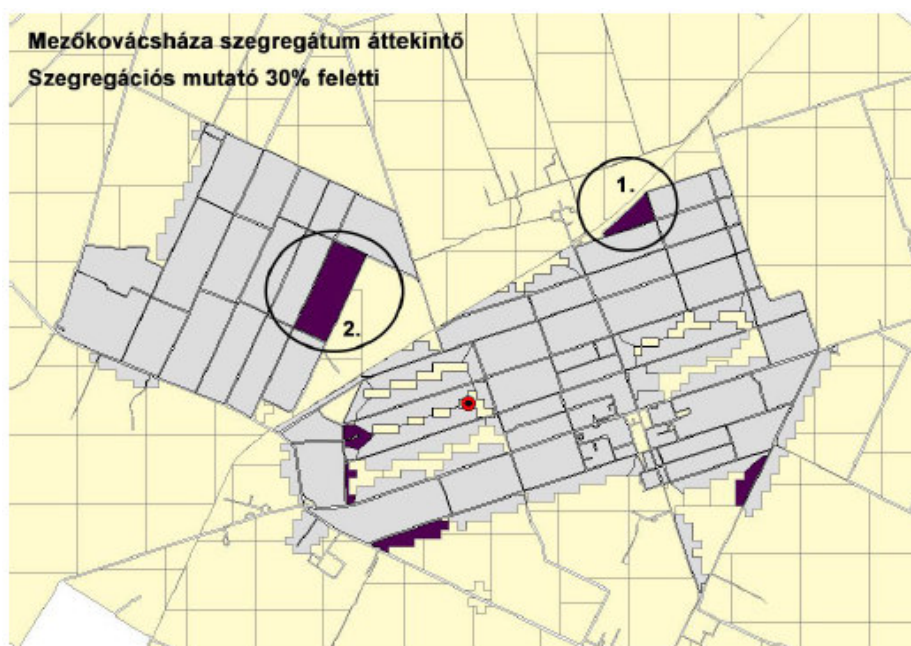 Mezőkovácsháza szegregátum áttekintő
Szegregációs mutató 30% feletti
1.
2.